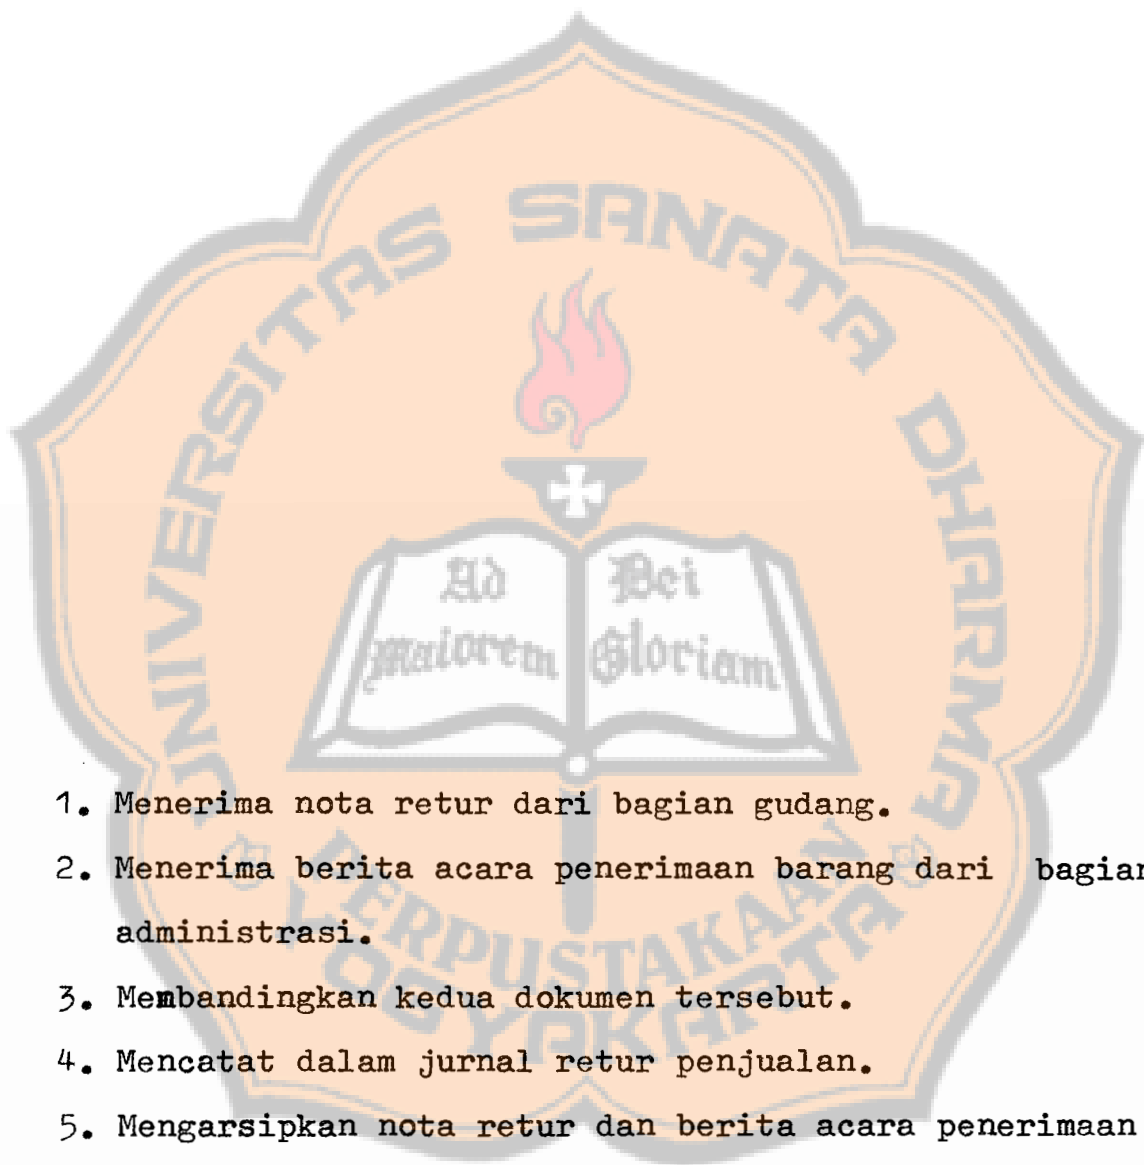 UNIVERSITAS SANATA DHARMA
Ad Dei
Maiorem Gloriam
PERPUSTAKAAN
YOGYAKARTA
1. Menerima nota retur dari bagian gudang.
2. Menerima berita acara penerimaan barang dari bagian
administrasi.
3. Membandingkan kedua dokumen tersebut.
4. Mencatat dalam jurnal retur penjualan.
5. Mengarsipkan nota retur dan berita acara penerimaan